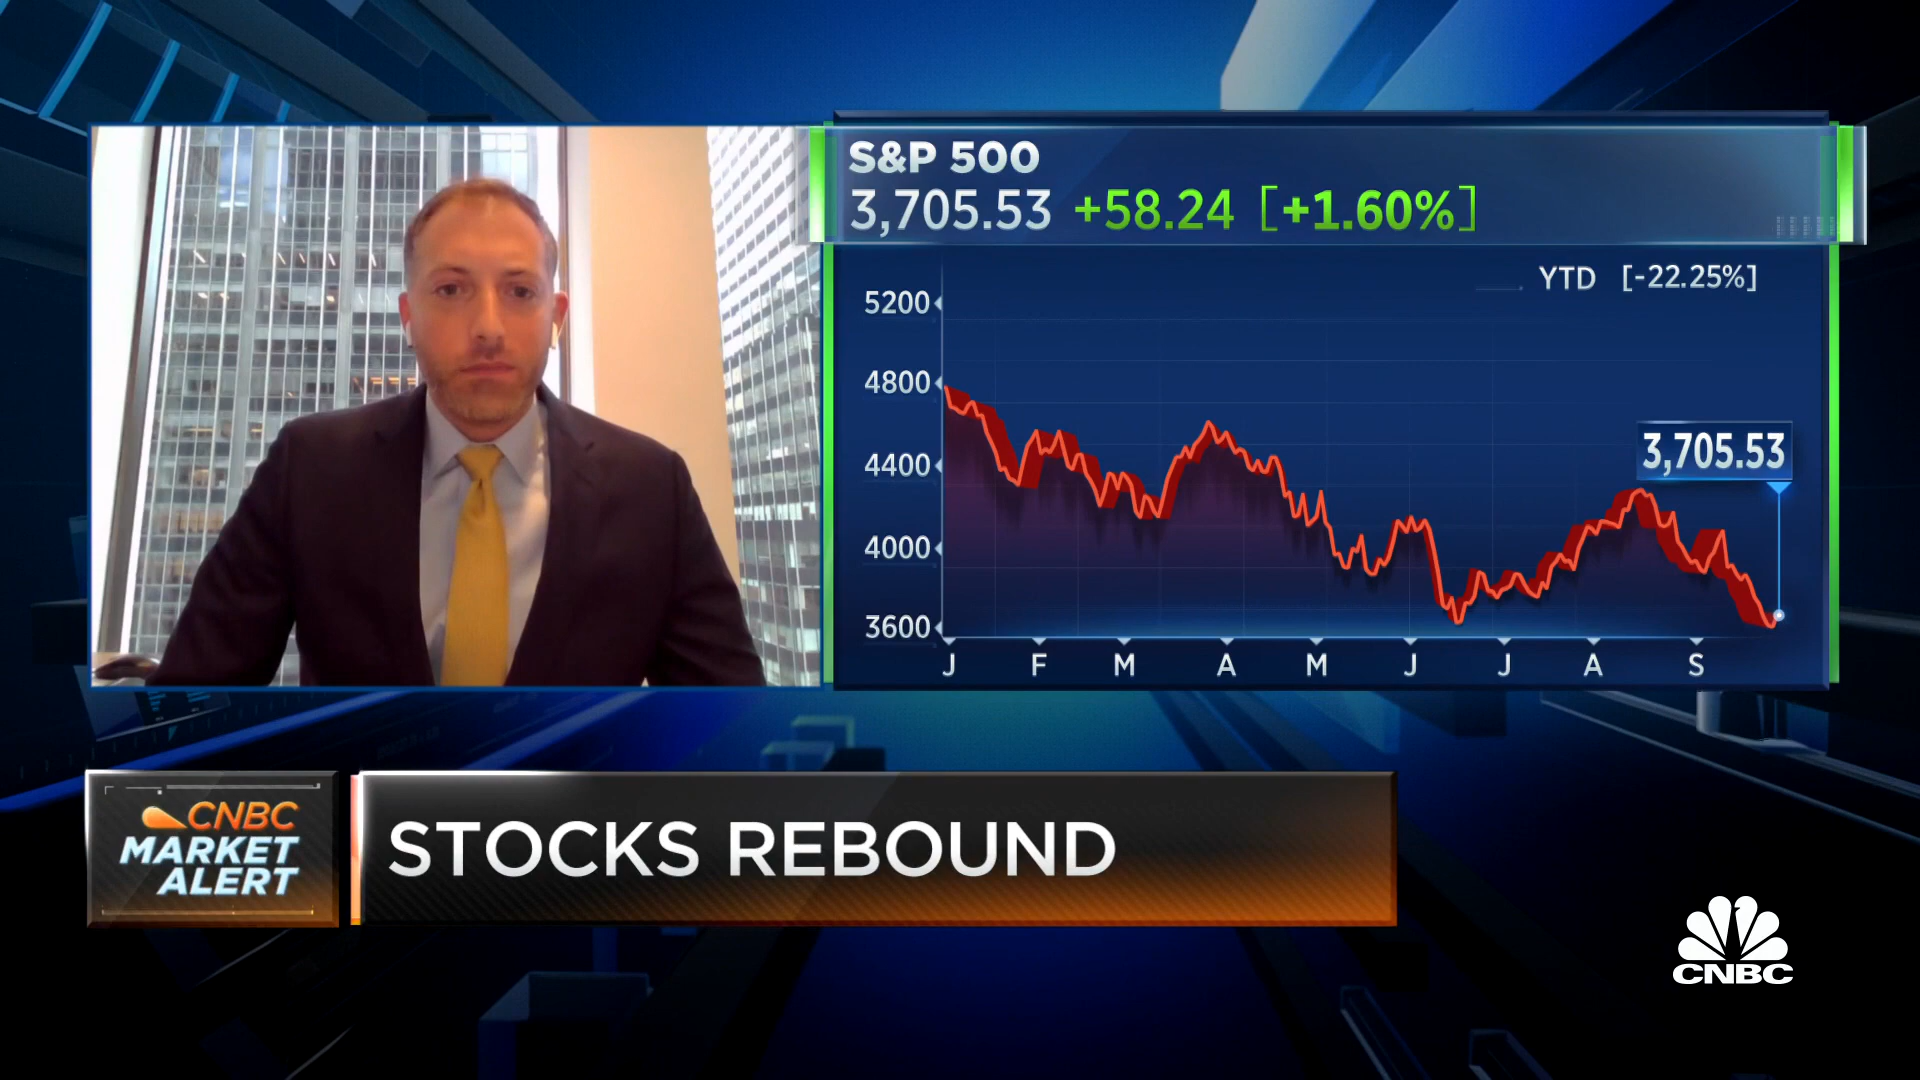 S&P 500
3,705.53 +58.24 [+1.60%]
YTD [-22.25%]
5200
4800
4400
4000
3600
3,705.53
J F M A M J J A S
CNBC
MARKET
ALERT
STOCKS REBOUND
CNBC